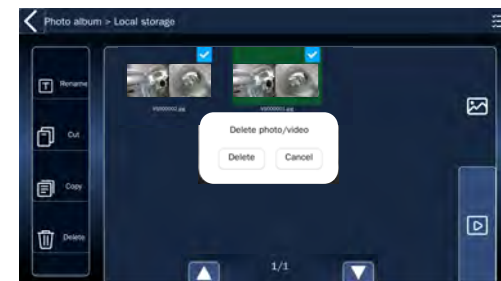 Photo album > Local storage
Rename
Cut
Copy
Delete
Delete photo/video
Delete
Cancel
1/1